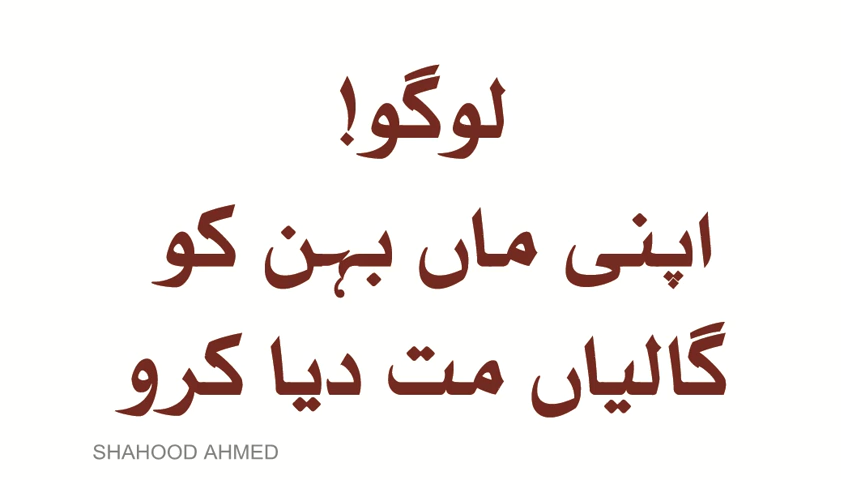 لوگو!
اپنی ماں بہن کو
گالیاں مت دیا کرو
SHAHOOD AHMED